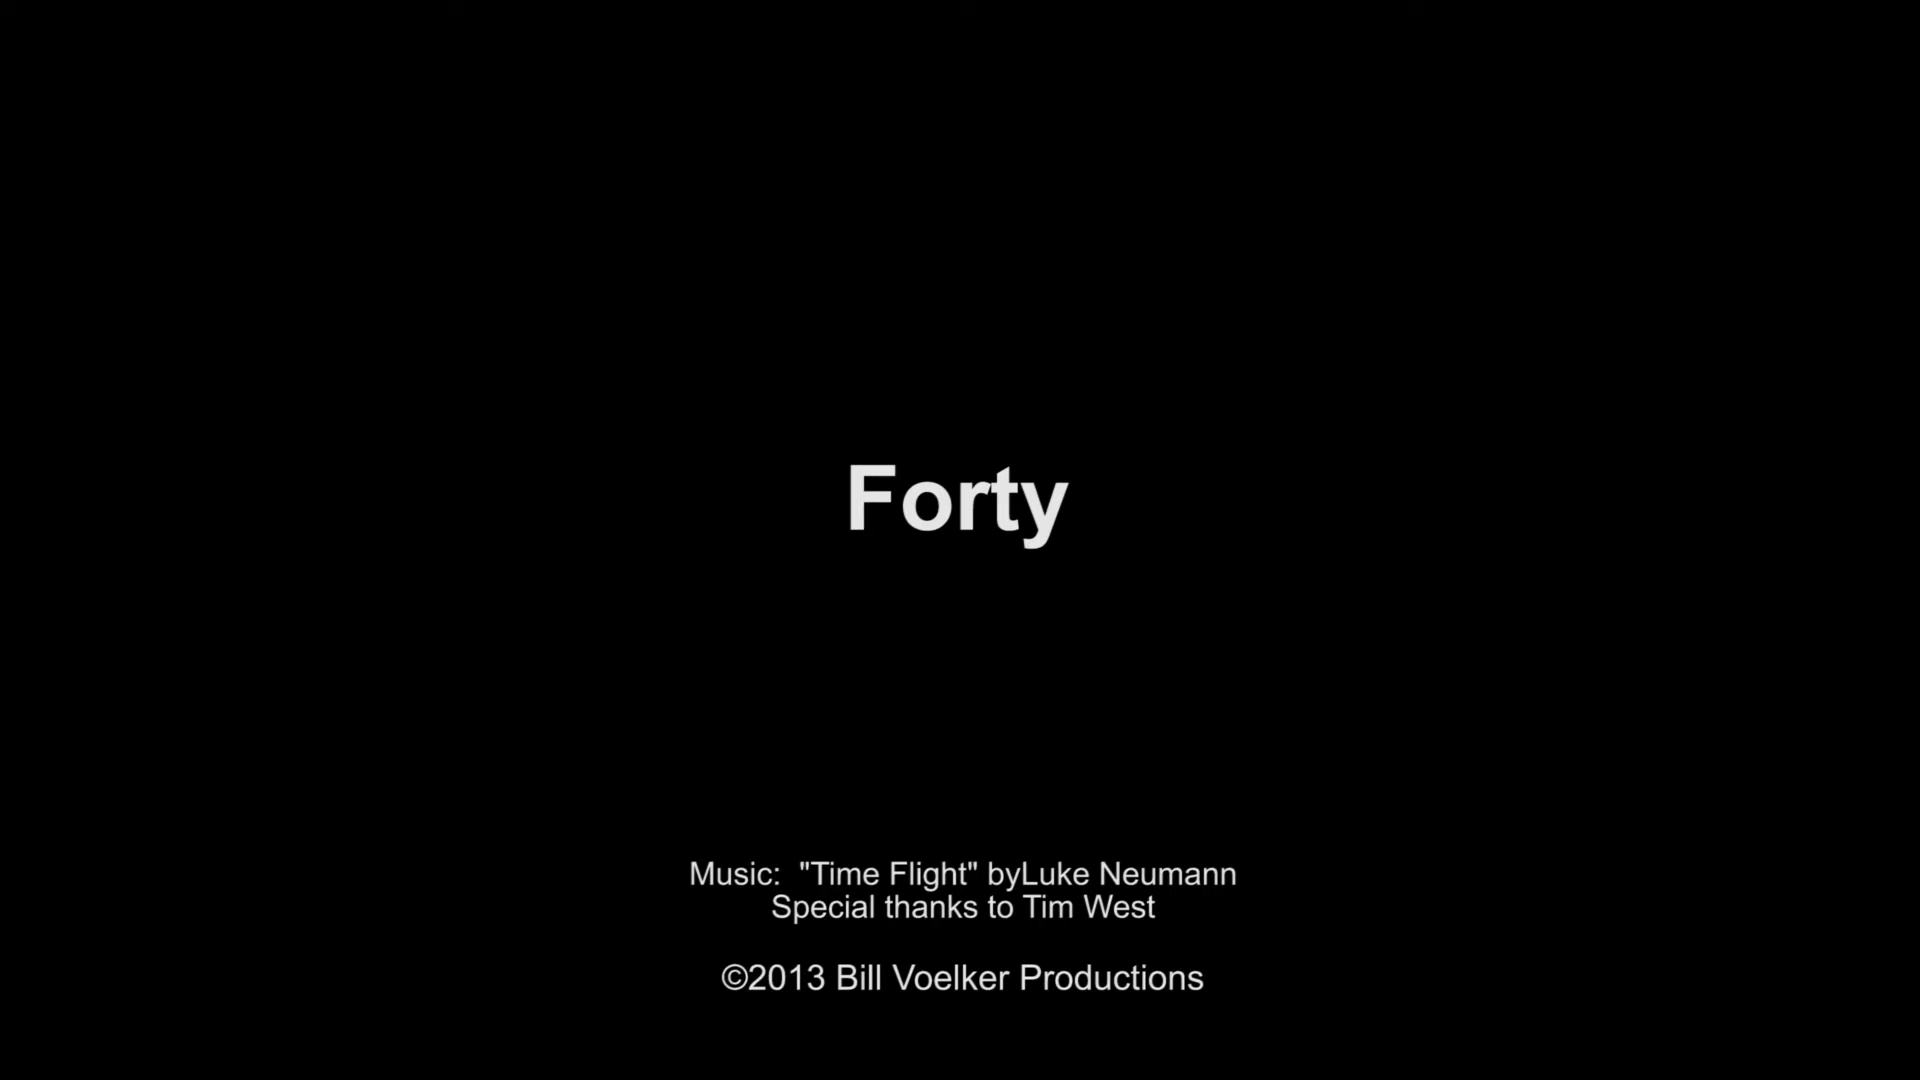 Forty
Music:  "Time Flight" byLuke Neumann
Special thanks to Tim West
©2013 Bill Voelker Productions